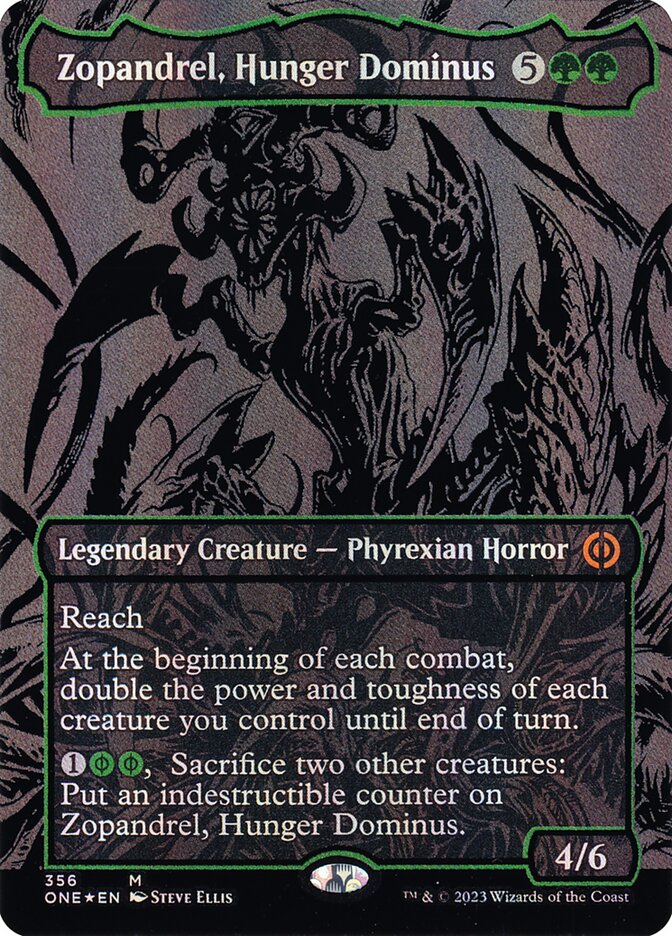 Zopandrel, Hunger Dominus 5
Legendary Creature — Phyrexian Horror
Reach
At the beginning of each combat,
double the power and toughness of each
creature you control until end of turn.
1, Sacrifice two other creatures:
Put an indestructible counter on
Zopandrel, Hunger Dominus.
4/6
356 M
ONE★EN STEVE ELLIS
™ & © 2023 Wizards of the Coast